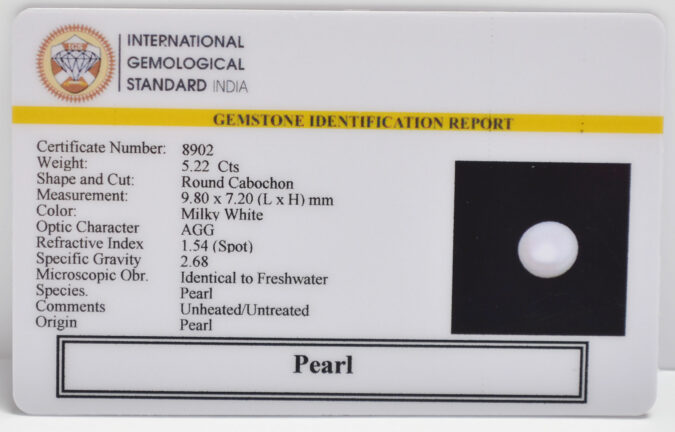 IGS
INTERNATIONAL
GEMOLOGICAL
STANDARD INDIA
GEMSTONE IDENTIFICATION REPORT
Certificate Number: 8902
Weight: 5.22 Cts
Shape and Cut: Round Cabochon
Measurement: 9.80 x 7.20 (L x H) mm
Color: Milky White
Optic Character AGG
Refractive Index 1.54 (Spot)
Specific Gravity 2.68
Microscopic Obr. Identical to Freshwater
Species. Pearl
Comments Unheated/Untreated
Origin Pearl
Pearl